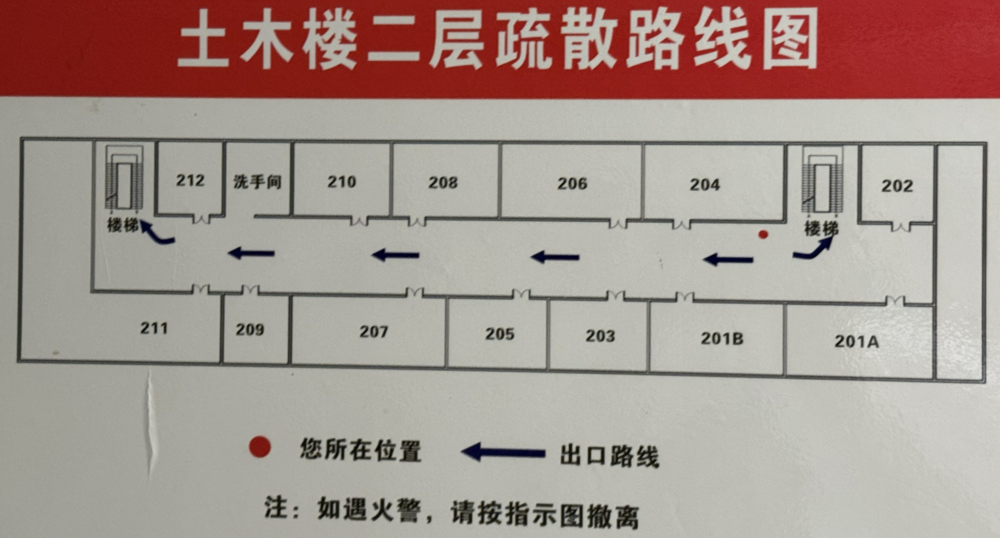 土木楼二层疏散路线图
212 洗手间 210 208 206 204 202
楼梯 楼梯
211 209 207 205 203 201B 201A
您所在位置 出口路线
注：如遇火警，请按指示图撤离